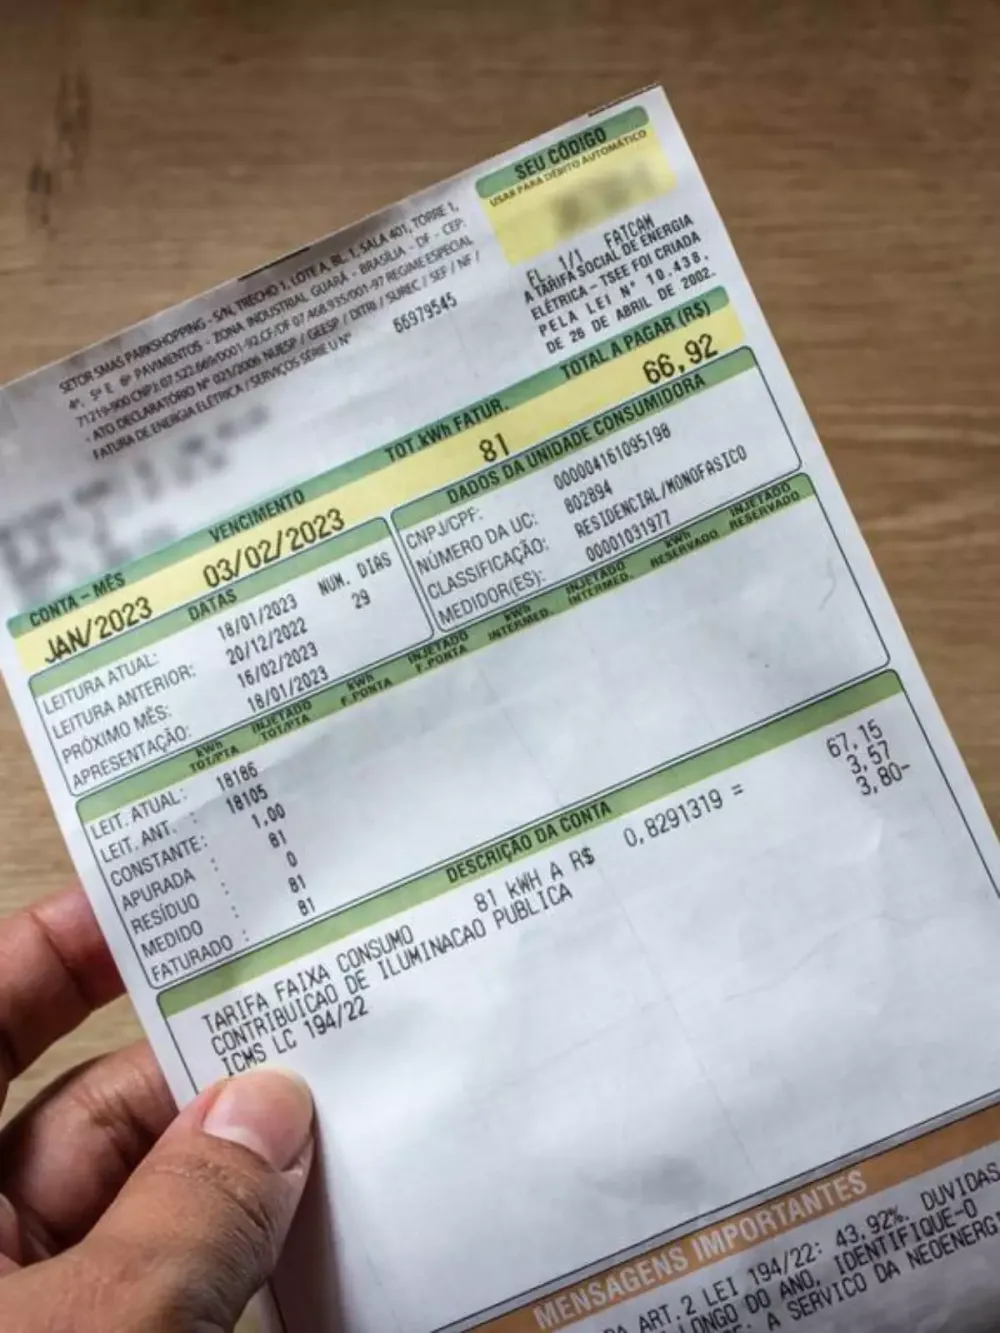 SEU CÓDIGO
USAR PARA DÉBITO AUTOMÁTICO
SETOR SMAS PARKSHOPPING - S/N, TRECHO 1, LOTE A, BL. 1, SALA 401, TORRE 1,
4º, 5º E 6º PAVIMENTOS - ZONA INDUSTRIAL GUARÁ - BRASÍLIA - DF - CEP:
71219-900 CNPJ: 07.522.669/0001-92 CF/DF 07.468.935/001-97 REGIME ESPECIAL
- ATO DECLARATÓRIO Nº 021/2006 NUESP / GEESP / DITRI / SUREC / SEF / NF /
FATURA DE ENERGIA ELÉTRICA / SERVIÇOS SÉRIE U Nº 66979545
FL. 1/1 FATCAM
A TARIFA SOCIAL DE ENERGIA
ELÉTRICA - TSEE FOI CRIADA
PELA LEI Nº 10.438,
DE 26 DE ABRIL DE 2002.
CONTA - MÊS VENCIMENTO TOT. kWh FATUR. TOTAL A PAGAR (R$)
JAN/2023 03/02/2023 81 66,92
DATAS NUM. DIAS
LEITURA ATUAL: 18/01/2023 29
LEITURA ANTERIOR: 20/12/2022
PRÓXIMO MÊS: 16/02/2023
APRESENTAÇÃO: 18/01/2023
DADOS DA UNIDADE CONSUMIDORA
CNPJ/CPF: 000004161095198
NÚMERO DA UC: 802894
CLASSIFICAÇÃO: RESIDENCIAL/MONOFASICO
MEDIDOR(ES): 00001031977
kWh TOT/PTA INJETADO TOT/PTA kWh F.PONTA INJETADO F.PONTA kWh INTERMED. INJETADO INTERMED. kWh RESERVADO INJETADO RESERVADO
LEIT. ATUAL: 18186
LEIT. ANT. : 18105
CONSTANTE: 1,00
APURADA : 81
RESÍDUO : 0
MEDIDO : 81
FATURADO : 81
DESCRIÇÃO DA CONTA
TARIFA FAIXA CONSUMO 81 KWH A R$ 0,8291319 = 67,15
CONTRIBUICAO DE ILUMINACAO PUBLICA 3,57
ICMS LC 194/22 3,80-
MENSAGENS IMPORTANTES
ART.2 LEI 194/22: 43,92%. DUVIDAS
LONGO DO ANO, IDENTIFIQUE-O
A SERVICO DA NEOENERGI